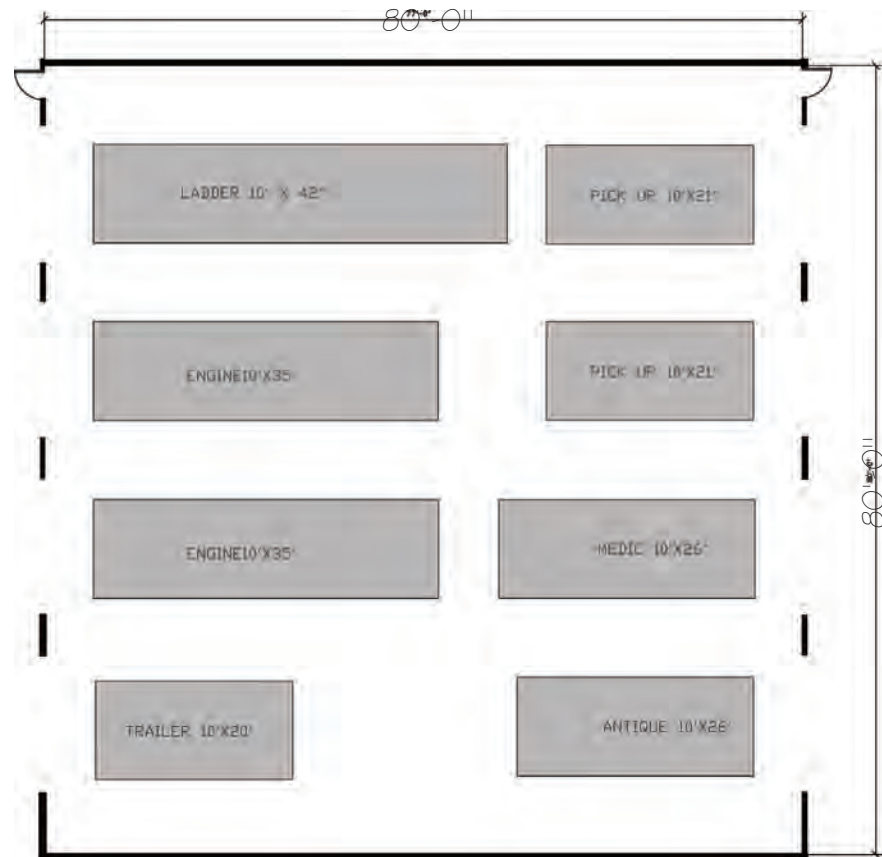 80'-0"
LADDER 10' X 42'
PICK UP 10'X21'
ENGINE10'X35'
PICK UP 10'X21'
80'-0"
ENGINE10'X35'
MEDIC 10'X26'
TRAILER 10'X20'
ANTIQUE 10'X26'